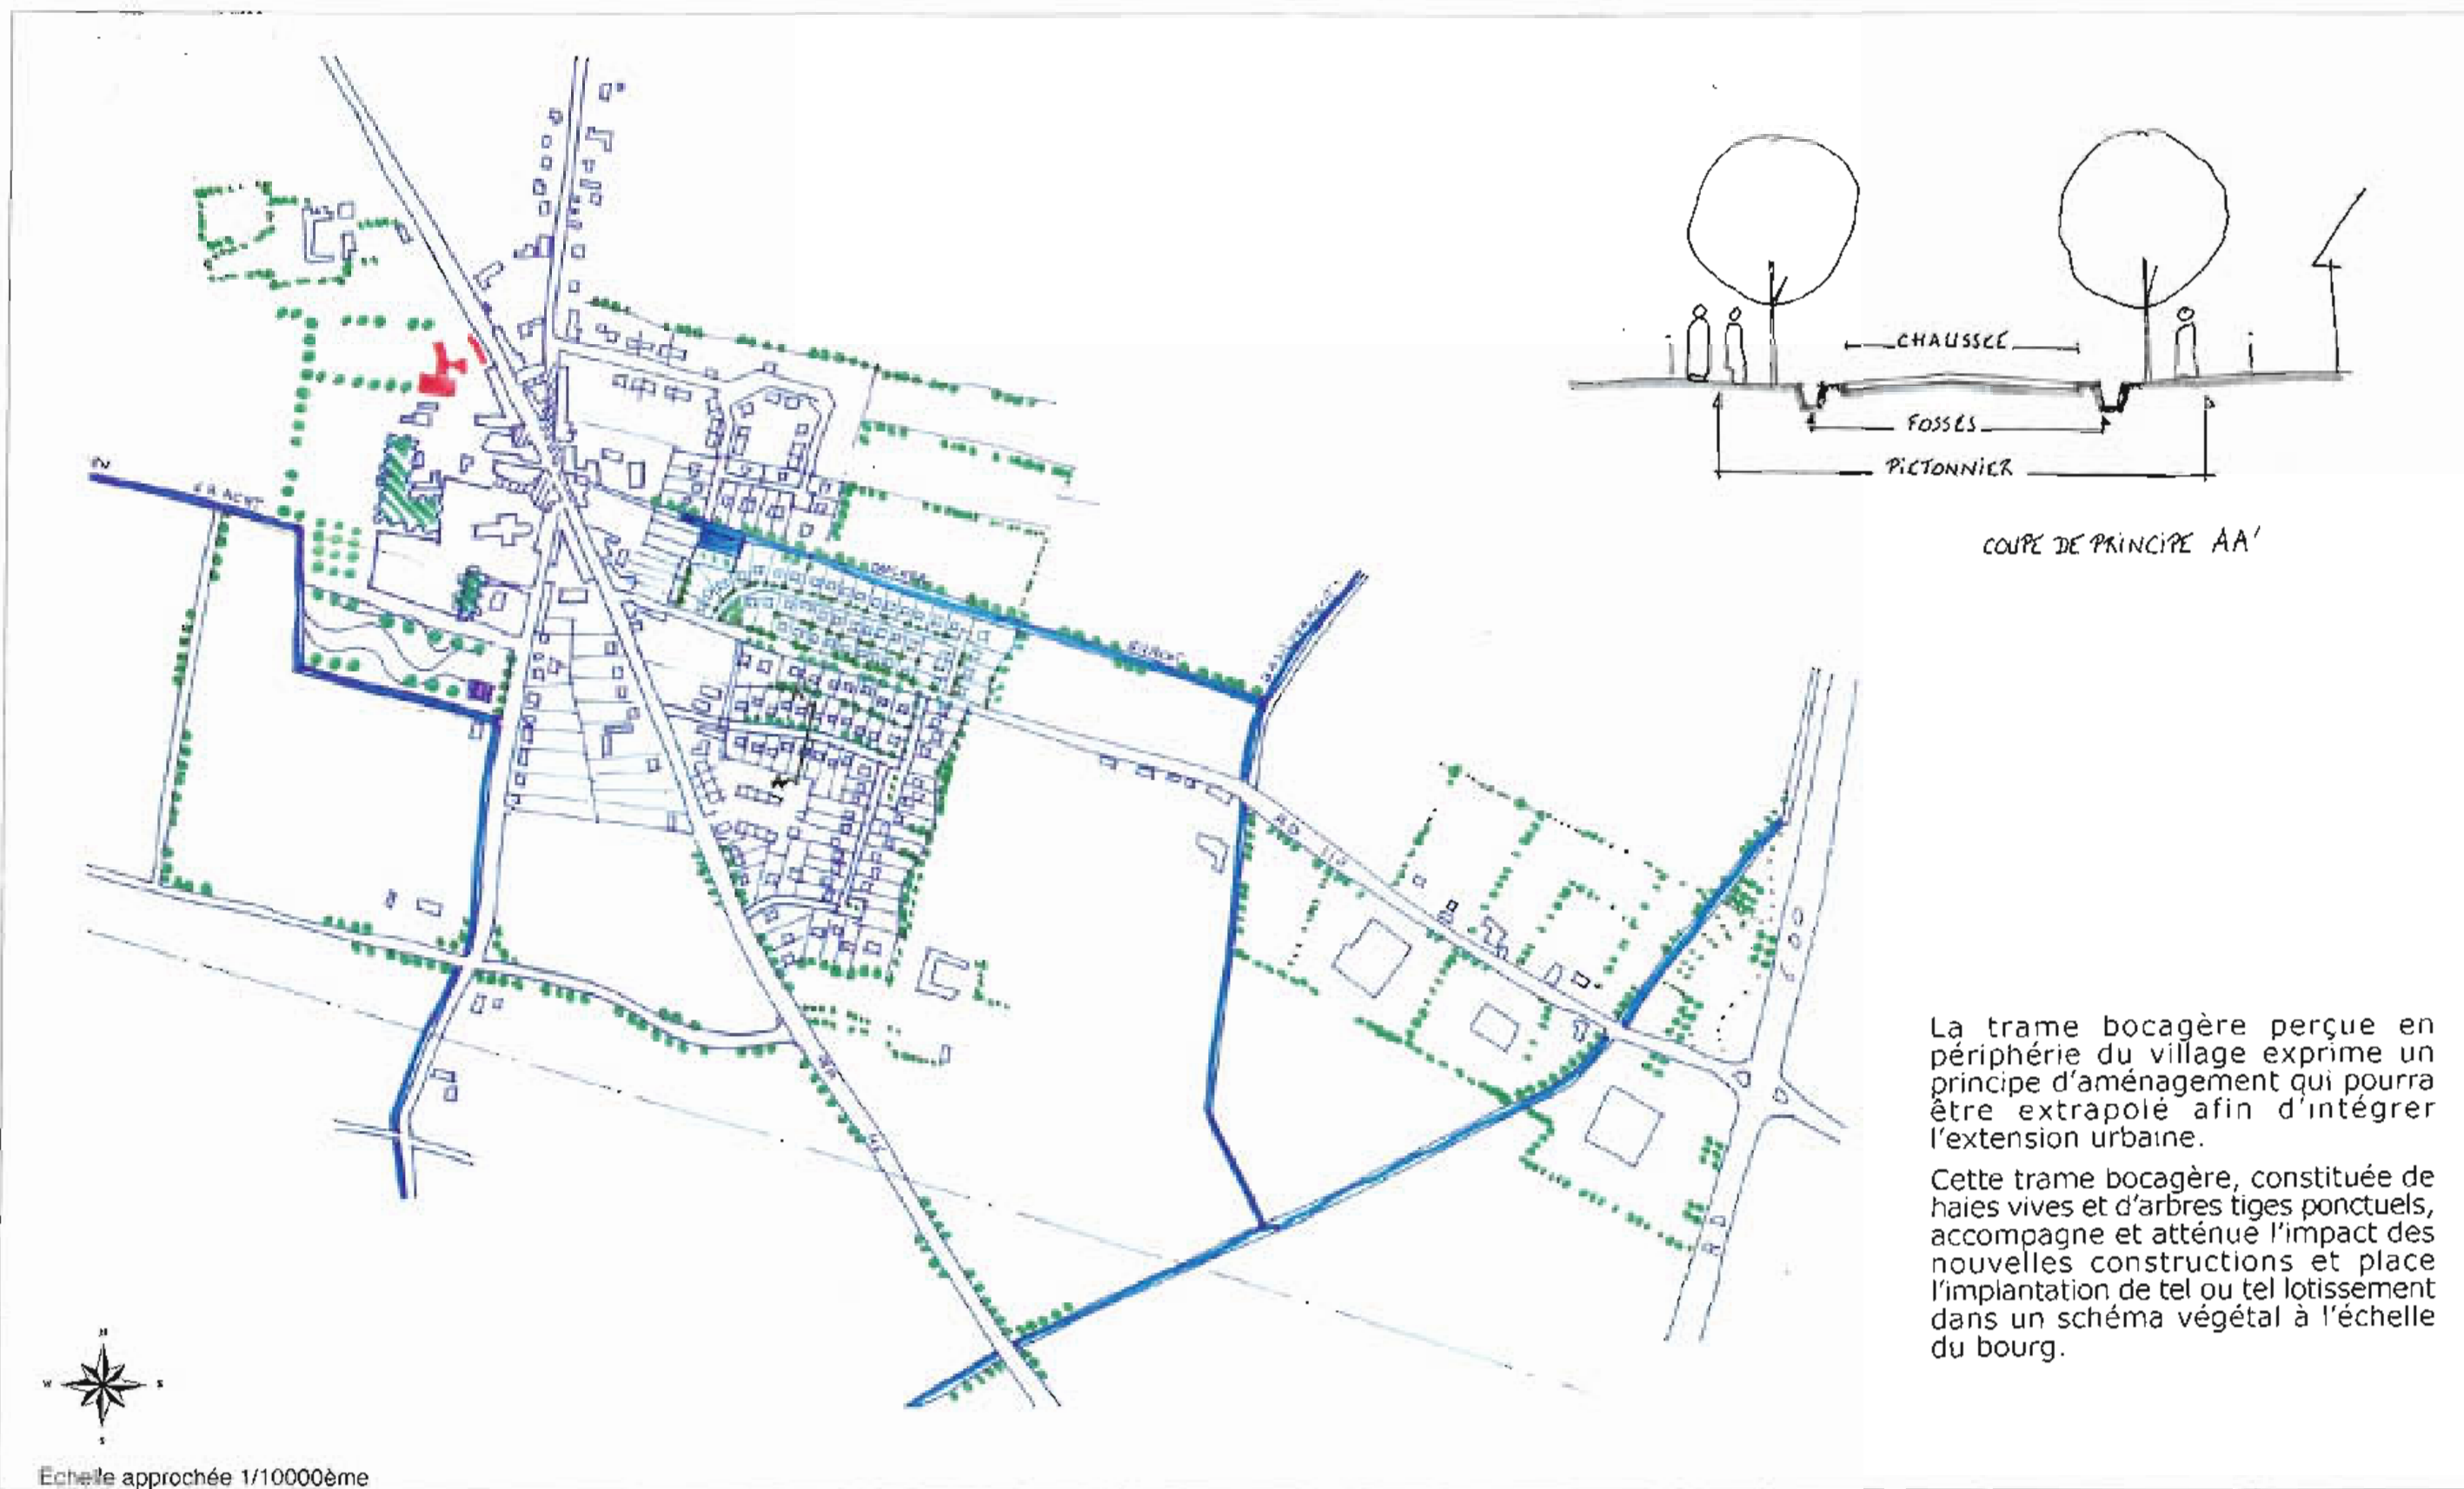 CHAUSSÉE
FOSSÉS
PIÉTONNIER
COUPE DE PRINCIPE AA'
RD
La trame bocagère perçue en
périphérie du village exprime un
principe d'aménagement qui pourra
être extrapolé afin d'intégrer
l'extension urbaine.
Cette trame bocagère, constituée de
haies vives et d'arbres tiges ponctuels,
accompagne et atténue l'impact des
nouvelles constructions et place
l'implantation de tel ou tel lotissement
dans un schéma végétal à l'échelle
du bourg.
N
W
S
Echelle approchée 1/10000ème